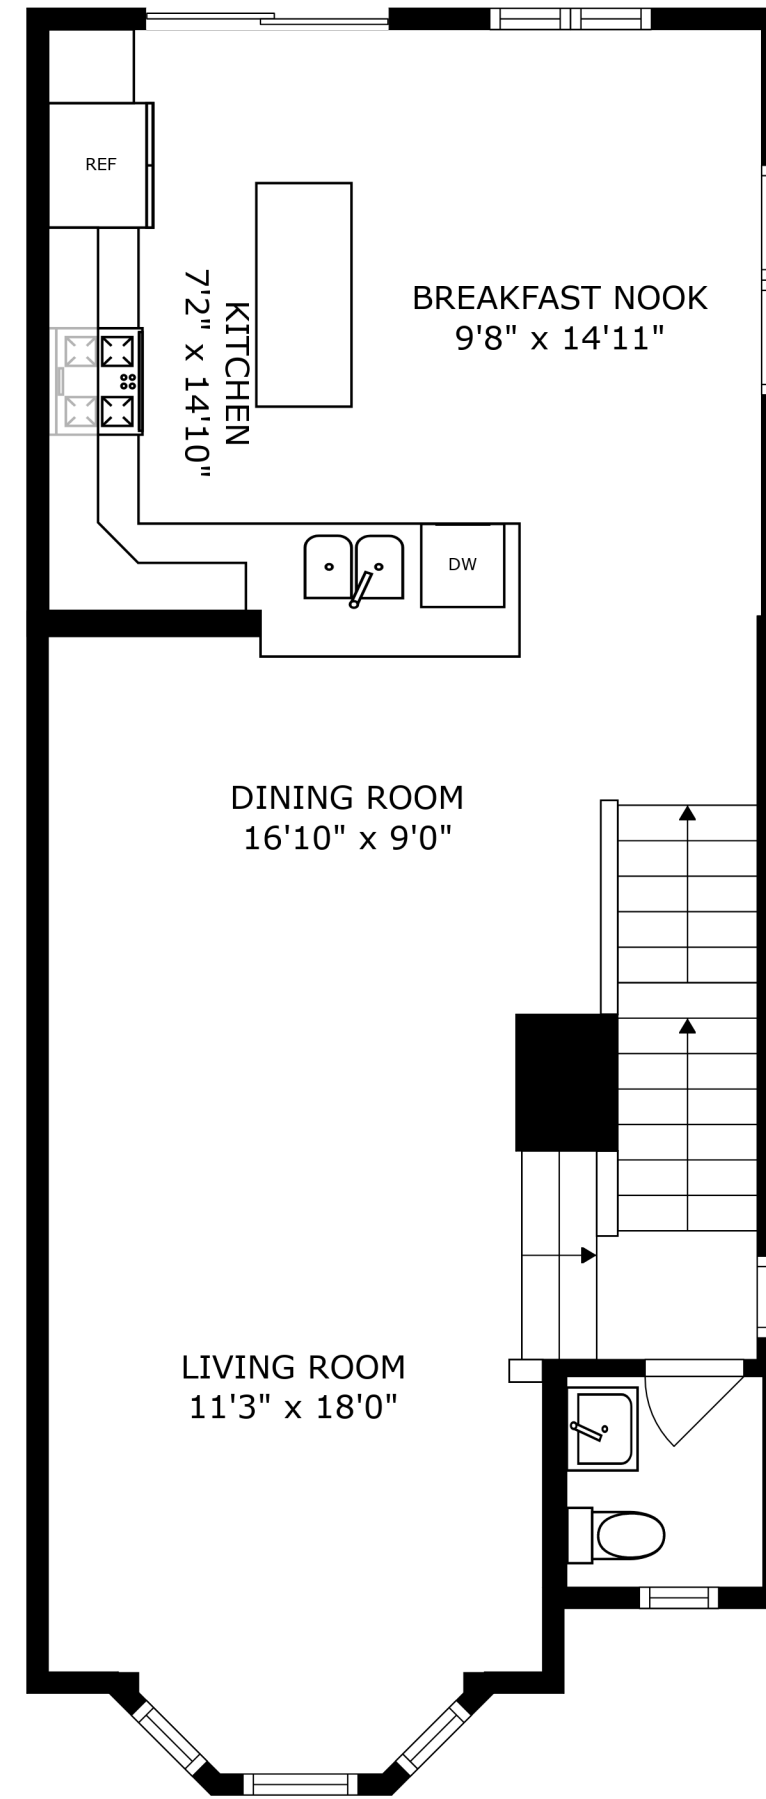 REF
BREAKFAST NOOK
9'8" x 14'11"
KITCHEN
7'2" x 14'10"
DW
DINING ROOM
16'10" x 9'0"
LIVING ROOM
11'3" x 18'0"